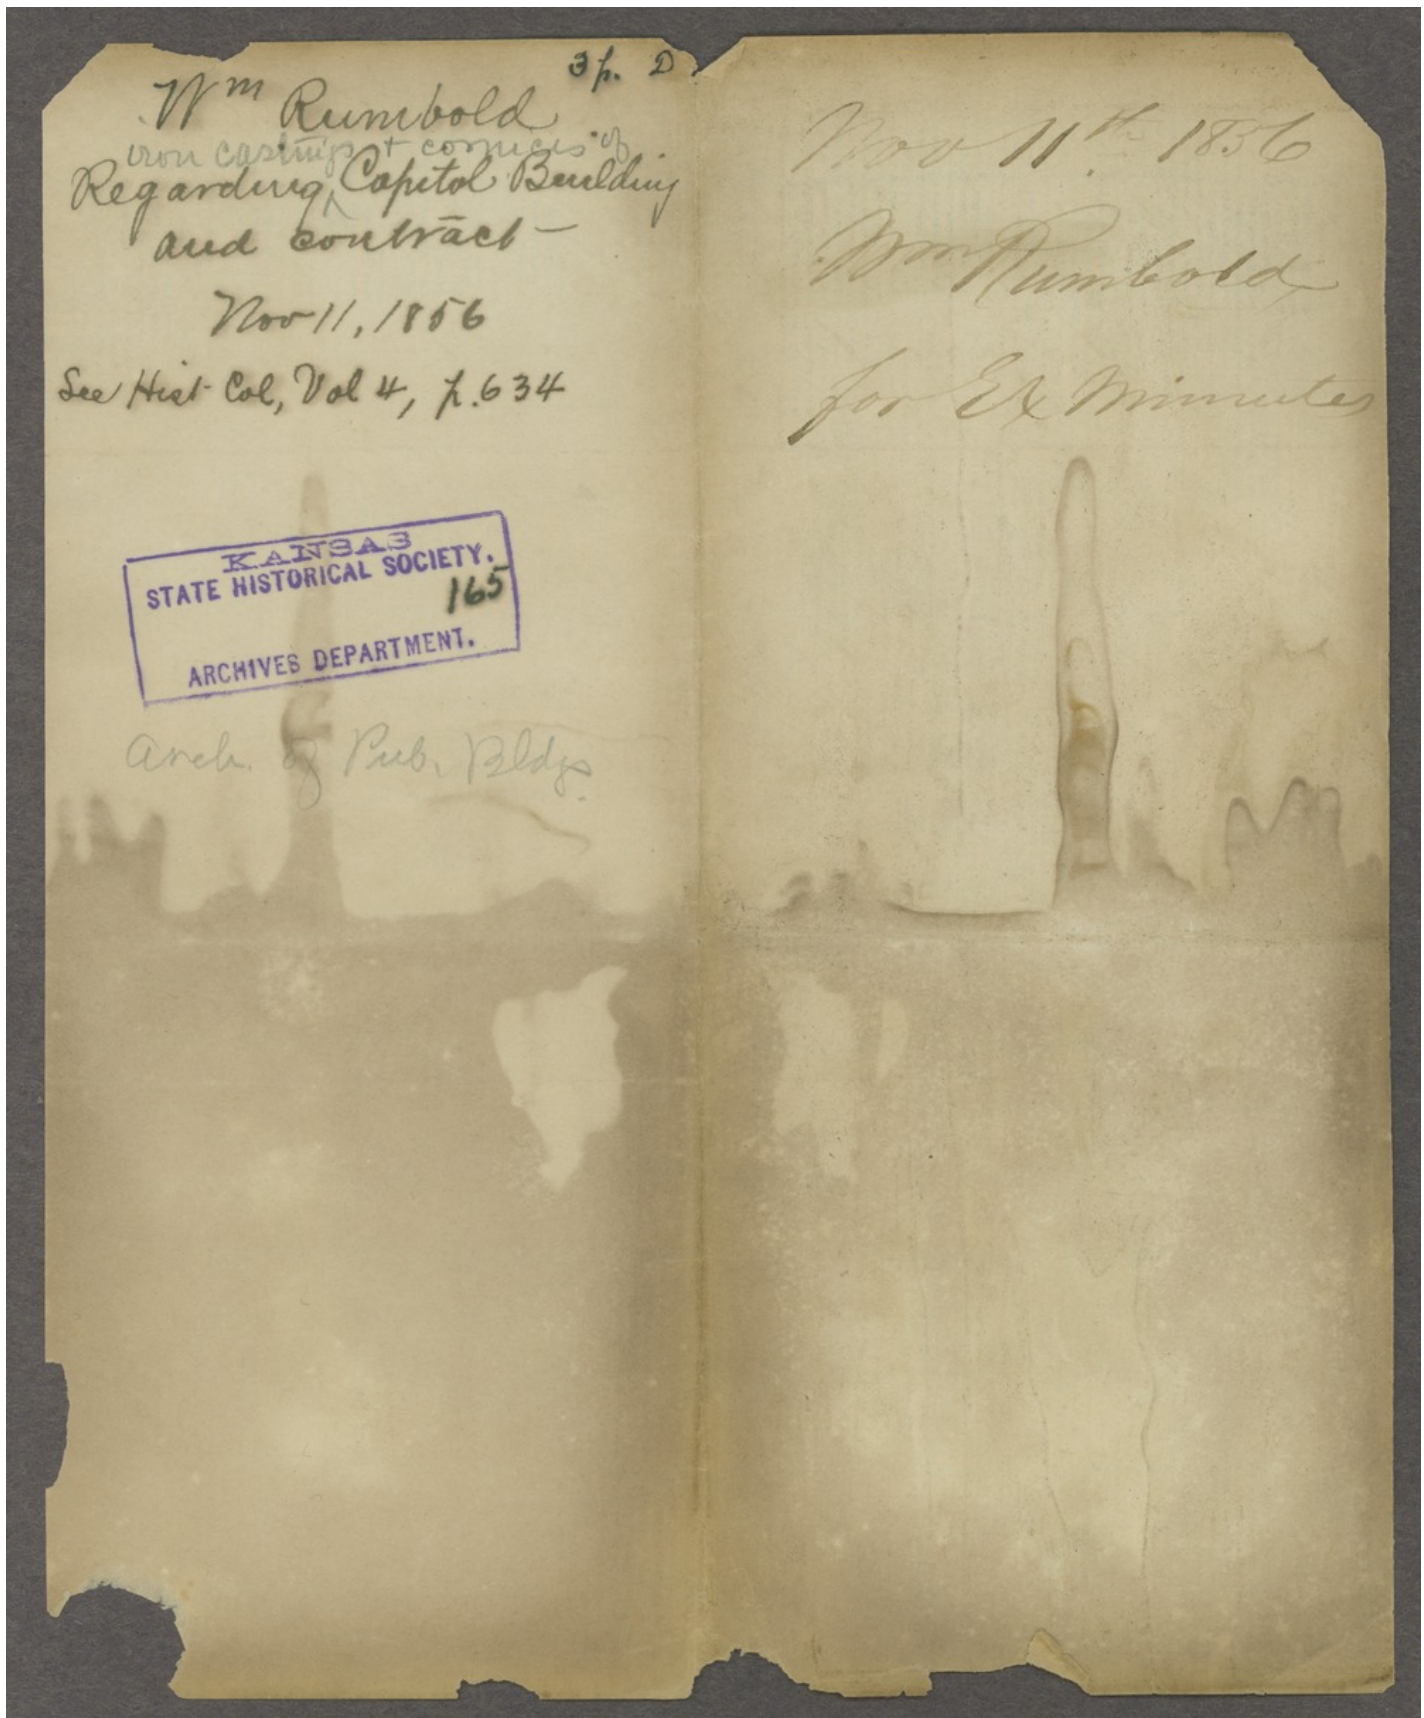 3 p. D
Wm Rumbold
iron castings & cornices of
Regarding Capitol Building
and contract -
Nov 11, 1856
See Hist Col, Vol 4, p. 634
KANSAS
STATE HISTORICAL SOCIETY.
165
ARCHIVES DEPARTMENT.
Arch. of Pub. Bldgs.
Nov 11th 1856
Wm Rumbold
for Ex Minutes